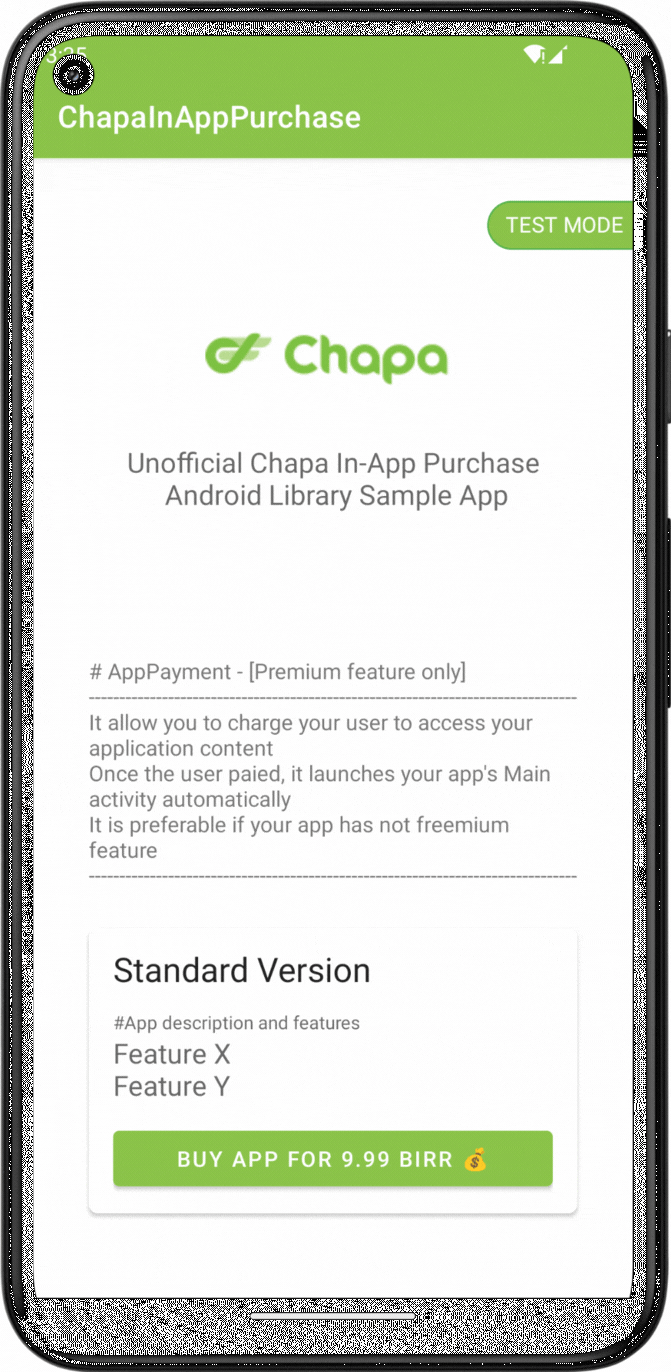 3:35
ChapaInAppPurchase
TEST MODE
Chapa
Unofficial Chapa In-App Purchase
Android Library Sample App
# AppPayment - [Premium feature only]
--------------------------------------------------------------------------------
It allow you to charge your user to access your
application content
Once the user paied, it launches your app's Main
activity automatically
It is preferable if your app has not freemium
feature
--------------------------------------------------------------------------------
Standard Version
#App description and features
Feature X
Feature Y
BUY APP FOR 9.99 BIRR 💰